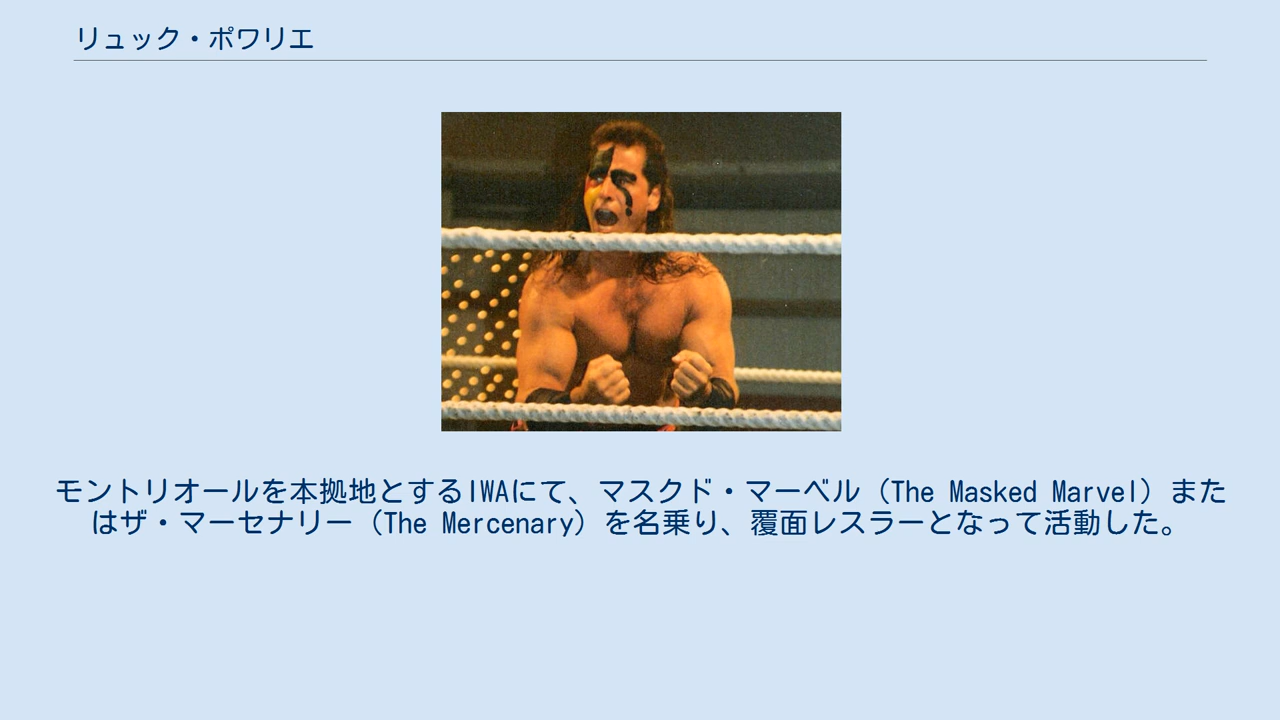 リュック・ポワリエ
モントリオールを本拠地とするIWAにて、マスクド・マーベル（The Masked Marvel）また
はザ・マーセナリー（The Mercenary）を名乗り、覆面レスラーとなって活動した。